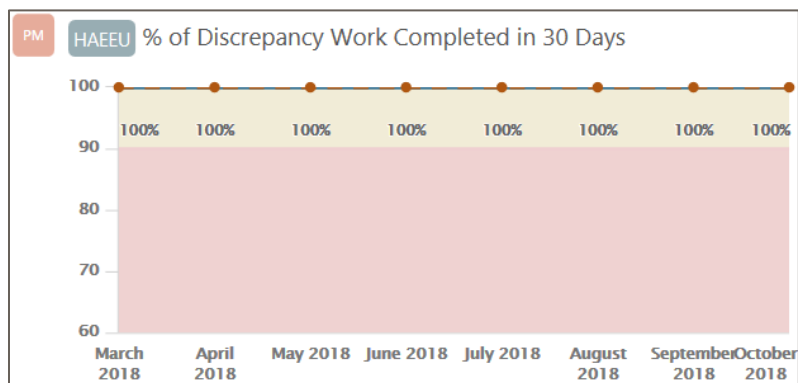 PM HAEEU % of Discrepancy Work Completed in 30 Days
100
100% 100% 100% 100% 100% 100% 100% 100%
90
80
70
60
March April May 2018 June 2018 July 2018 August September October
2018 2018 2018 2018 2018